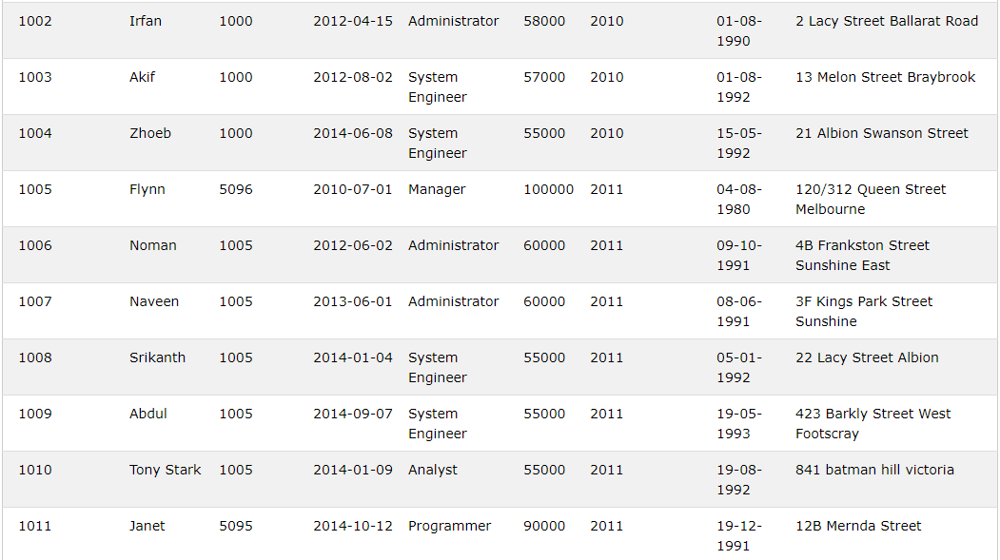 1002 Irfan 1000 2012-04-15 Administrator 58000 2010 01-08- 2 Lacy Street Ballarat Road
1990
1003 Akif 1000 2012-08-02 System 57000 2010 01-08- 13 Melon Street Braybrook
Engineer 1992
1004 Zhoeb 1000 2014-06-08 System 55000 2010 15-05- 21 Albion Swanson Street
Engineer 1992
1005 Flynn 5096 2010-07-01 Manager 100000 2011 04-08- 120/312 Queen Street
1980 Melbourne
1006 Noman 1005 2012-06-02 Administrator 60000 2011 09-10- 4B Frankston Street
1991 Sunshine East
1007 Naveen 1005 2013-06-01 Administrator 60000 2011 08-06- 3F Kings Park Street
1991 Sunshine
1008 Srikanth 1005 2014-01-04 System 55000 2011 05-01- 22 Lacy Street Albion
Engineer 1992
1009 Abdul 1005 2014-09-07 System 55000 2011 19-05- 423 Barkly Street West
Engineer 1993 Footscray
1010 Tony Stark 1005 2014-01-09 Analyst 55000 2011 19-08- 841 batman hill victoria
1992
1011 Janet 5095 2014-10-12 Programmer 90000 2011 19-12- 12B Mernda Street
1991